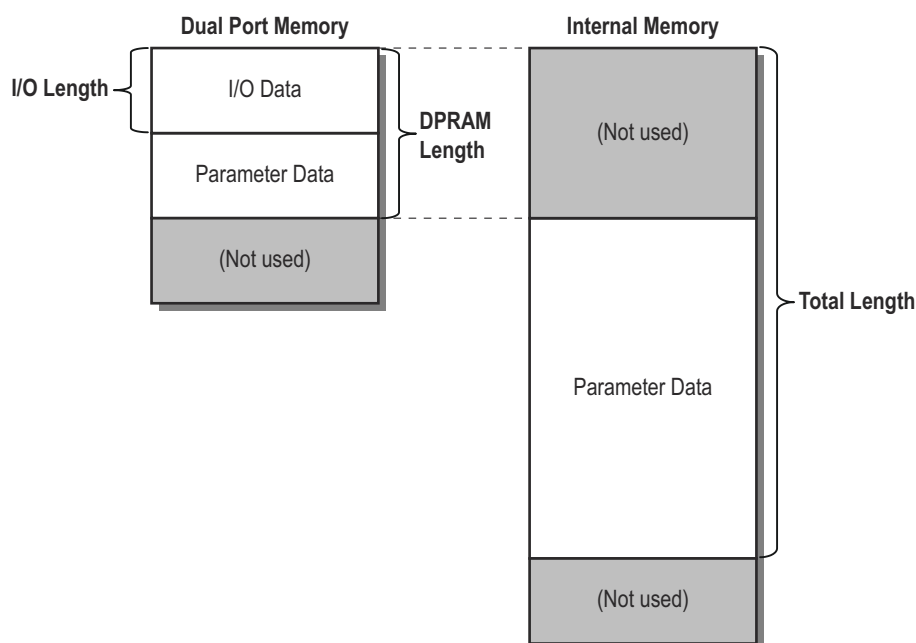 Dual Port Memory
Internal Memory
I/O Length
I/O Data
DPRAM
Length
(Not used)
Parameter Data
(Not used)
Total Length
Parameter Data
(Not used)